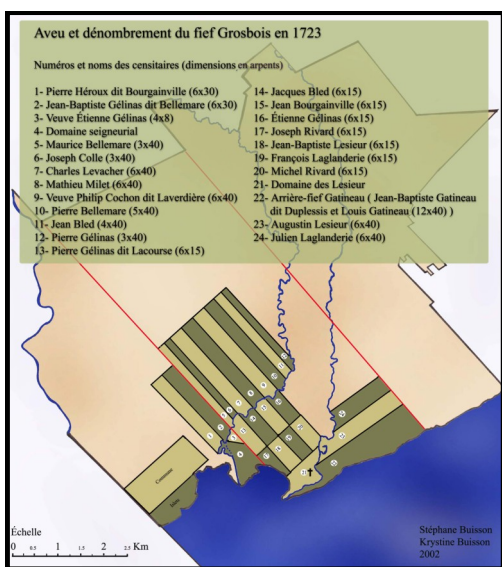 Aveu et dénombrement du fief Grosbois en 1723
Numéros et noms des censitaires (dimensions en arpents)
1- Pierre Héroux dit Bourgainville (6x30)
2- Jean-Baptiste Gélinas dit Bellemare (6x30)
3- Veuve Étienne Gélinas (4x8)
4- Domaine seigneurial
5- Maurice Bellemare (3x40)
6- Joseph Colle (3x40)
7- Charles Levacher (6x40)
8- Mathieu Milet (6x40)
9- Veuve Philip Cochon dit Laverdière (6x40)
10- Pierre Bellemare (5x40)
11- Jean Bled (4x40)
12- Pierre Gélinas (3x40)
13- Pierre Gélinas dit Lacourse (6x15)
14- Jacques Bled (6x15)
15- Jean Bourgainville (6x15)
16- Étienne Gélinas (6x15)
17- Joseph Rivard (6x15)
18- Jean-Baptiste Lesieur (6x15)
19- François Laglanderie (6x15)
20- Michel Rivard (6x15)
21- Domaine des Lesieur
22- Arrière-fief Gatineau ( Jean-Baptiste Gatineau
dit Duplessis et Louis Gatineau (12x40) )
23- Augustin Lesieur (6x40)
24- Julien Laglanderie (6x40)
Commune
Échelle
0 0.5 1 1.5 2 2.5 Km
Stéphane Buisson
Krystine Buisson
2002